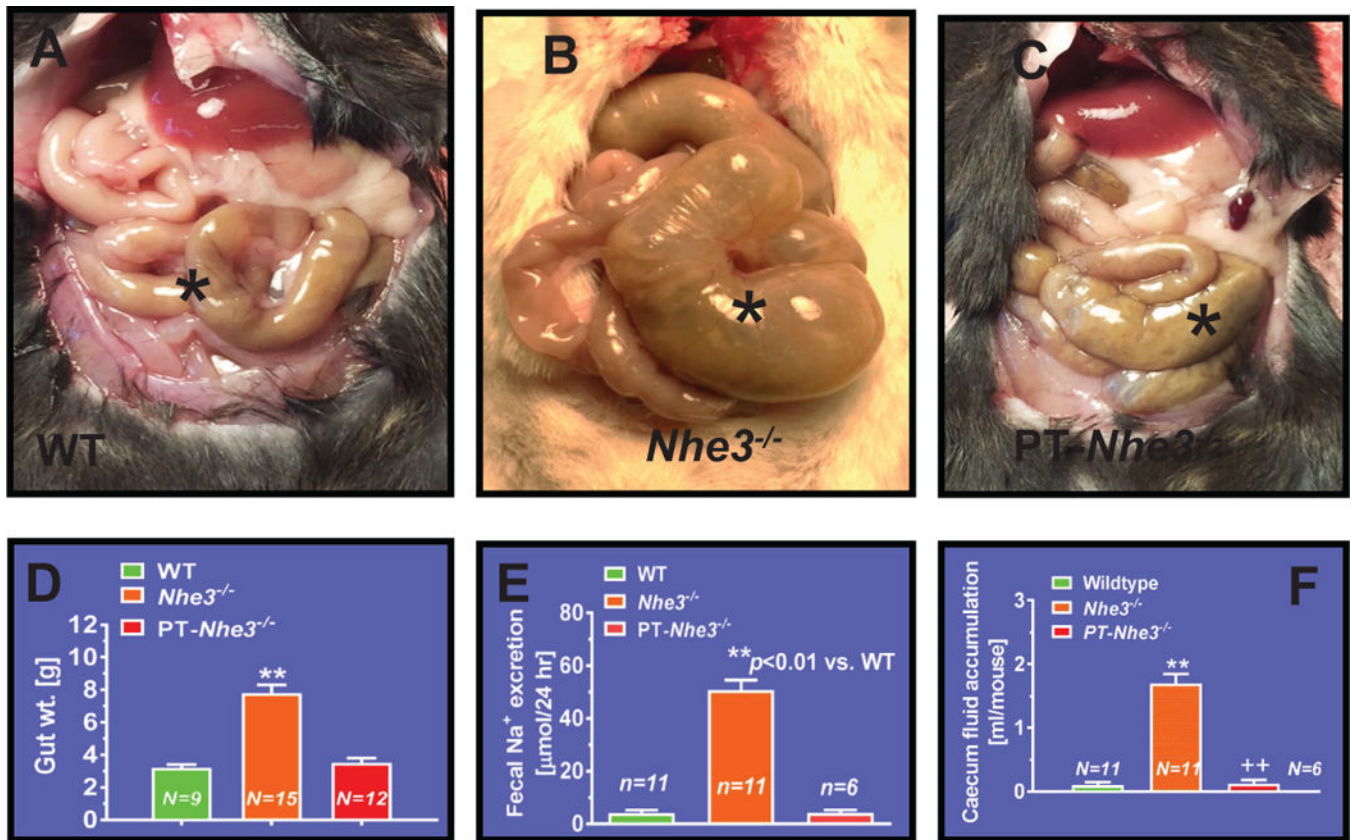 A
*
WT
B
*
Nhe3-/-
C
*
PT-Nhe3-/-
D
WT
Nhe3-/-
PT-Nhe3-/-
Gut wt. [g]
12
10
8
6
4
2
0
**
N=9
N=15
N=12
E
WT
Nhe3-/-
PT-Nhe3-/-
Fecal Na+ excretion
[μmol/24 hr]
80
60
40
20
0
**p<0.01 vs. WT
n=11
n=11
n=6
F
Wildtype
Nhe3-/-
PT-Nhe3-/-
Caecum fluid accumulation
[ml/mouse]
3
2
1
0
**
++
N=11
N=11
N=6